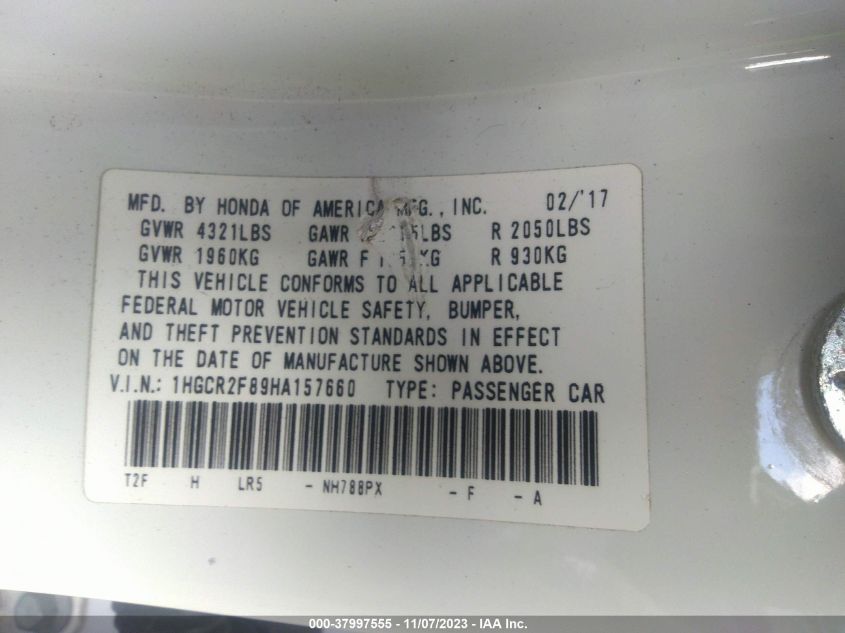 MFD. BY HONDA OF AMERICA MFG., INC. 02/'17
GVWR 4321LBS GAWR R 2050LBS
GVWR 1960KG GAWR F R 930KG
THIS VEHICLE CONFORMS TO ALL APPLICABLE
FEDERAL MOTOR VEHICLE SAFETY, BUMPER,
AND THEFT PREVENTION STANDARDS IN EFFECT
ON THE DATE OF MANUFACTURE SHOWN ABOVE.
V.I.N.: 1HGCR2F89HA157660 TYPE: PASSENGER CAR
T2F H LR5 - NH788PX - F - A
000-37997555 - 11/07/2023 - IAA Inc.